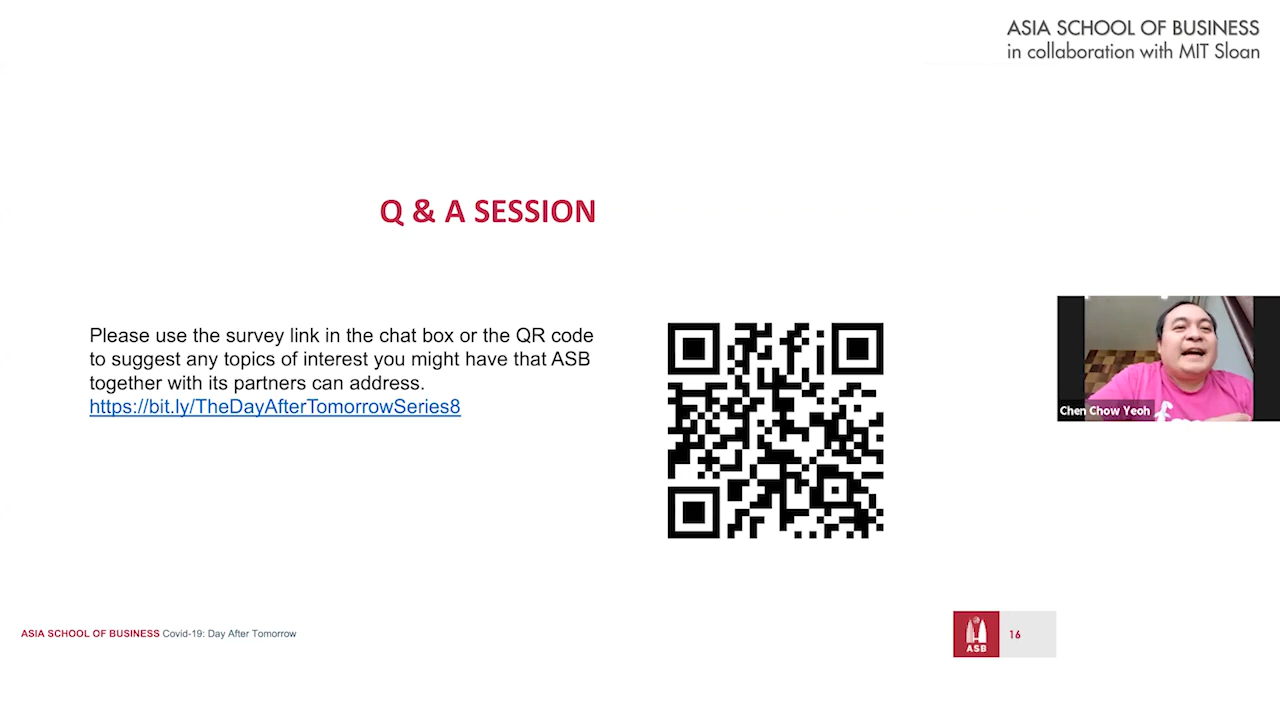 ASIA SCHOOL OF BUSINESS
in collaboration with MIT Sloan
Q & A SESSION
Please use the survey link in the chat box or the QR code
to suggest any topics of interest you might have that ASB
together with its partners can address.
https://bit.ly/TheDayAfterTomorrowSeries8
Chen Chow Yeoh
ASIA SCHOOL OF BUSINESS Covid-19: Day After Tomorrow
ASB
16